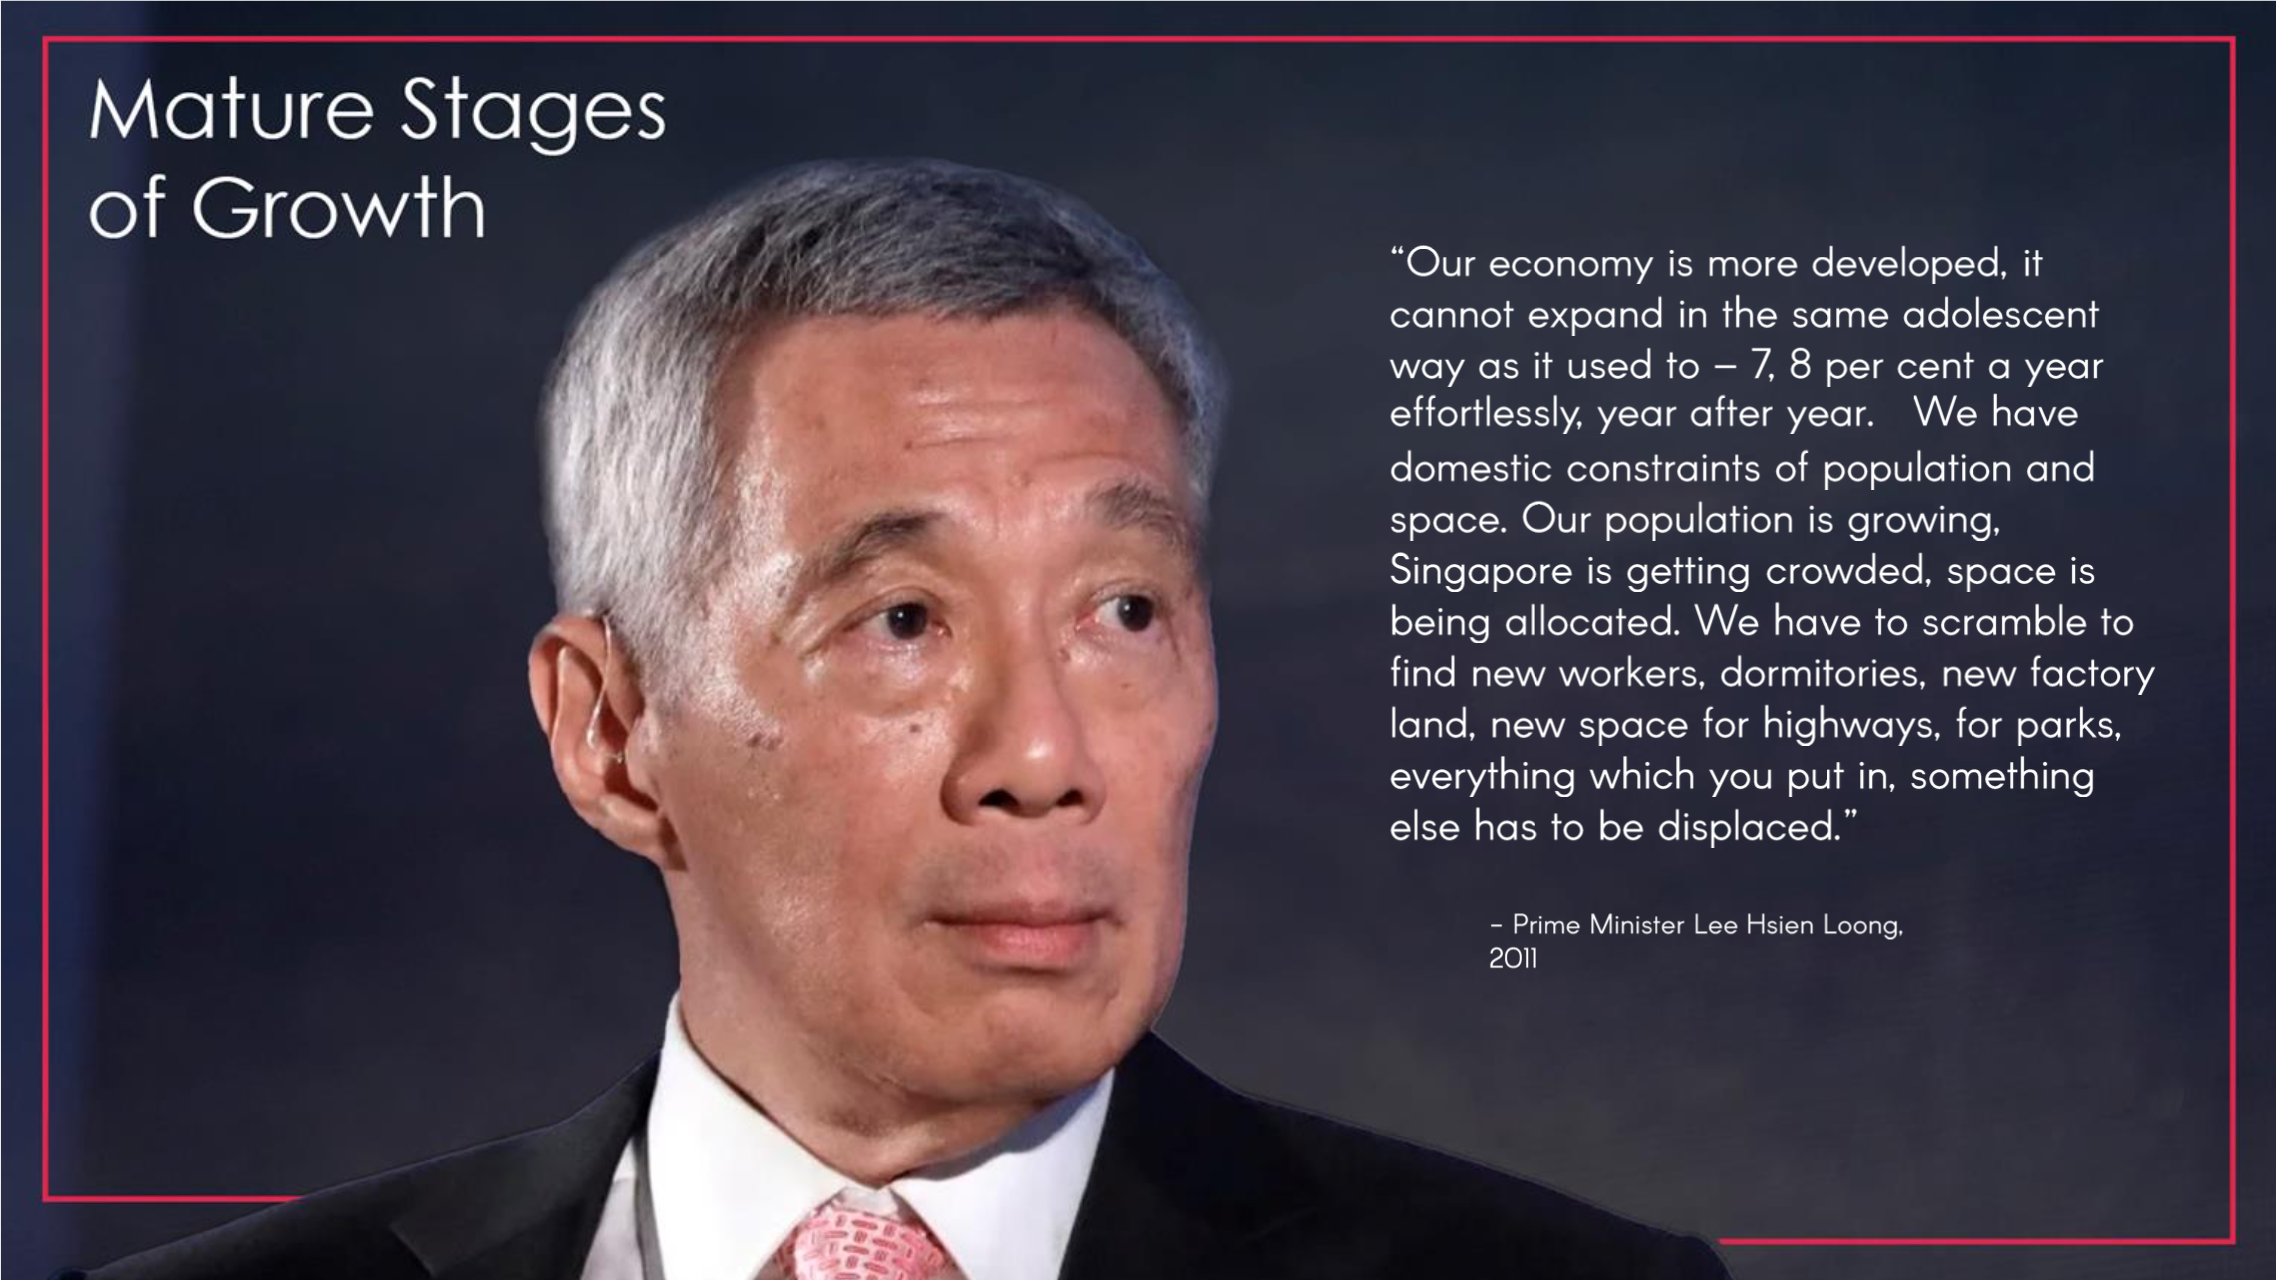 Mature Stages
of Growth
“Our economy is more developed, it
cannot expand in the same adolescent
way as it used to – 7, 8 per cent a year
effortlessly, year after year. We have
domestic constraints of population and
space. Our population is growing,
Singapore is getting crowded, space is
being allocated. We have to scramble to
find new workers, dormitories, new factory
land, new space for highways, for parks,
everything which you put in, something
else has to be displaced.”
- Prime Minister Lee Hsien Loong,
2011